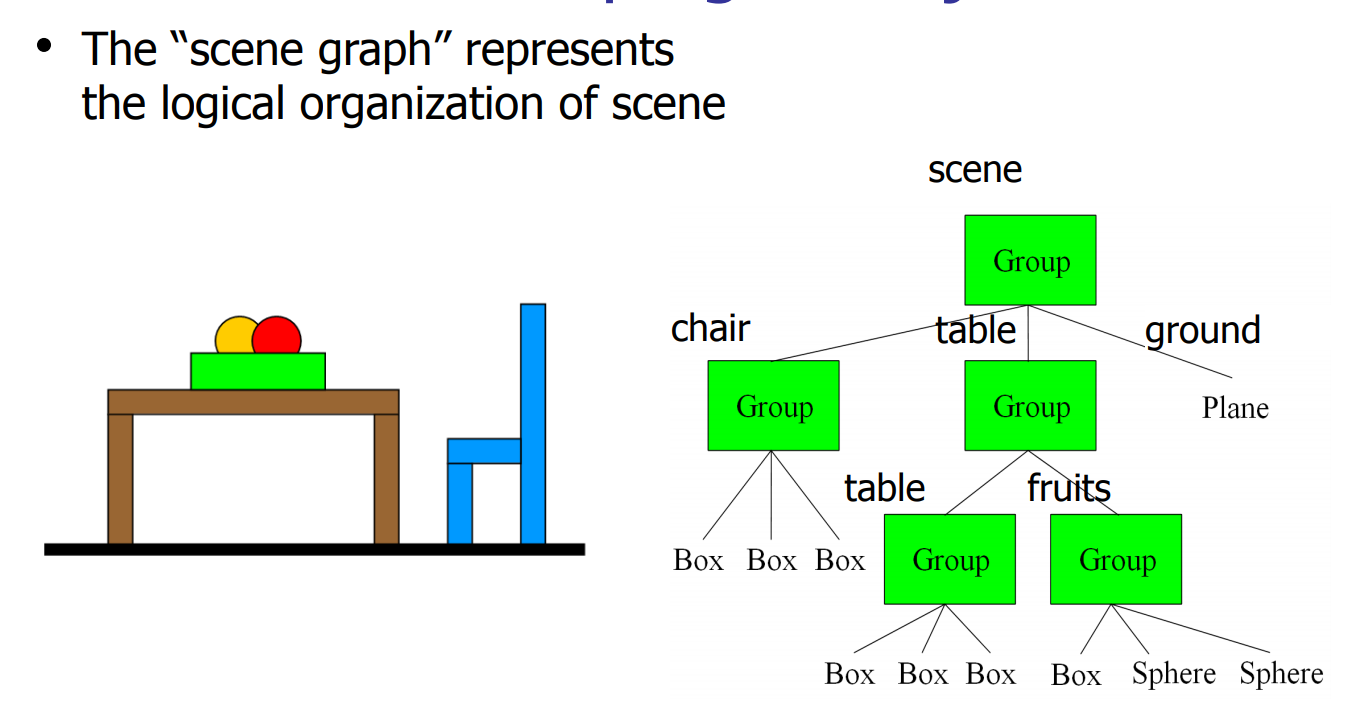 • The “scene graph” represents
the logical organization of scene
scene
Group
chair
table
ground
Group
Group
Plane
table
fruits
Box
Box
Box
Group
Group
Box
Box
Box
Box
Sphere
Sphere